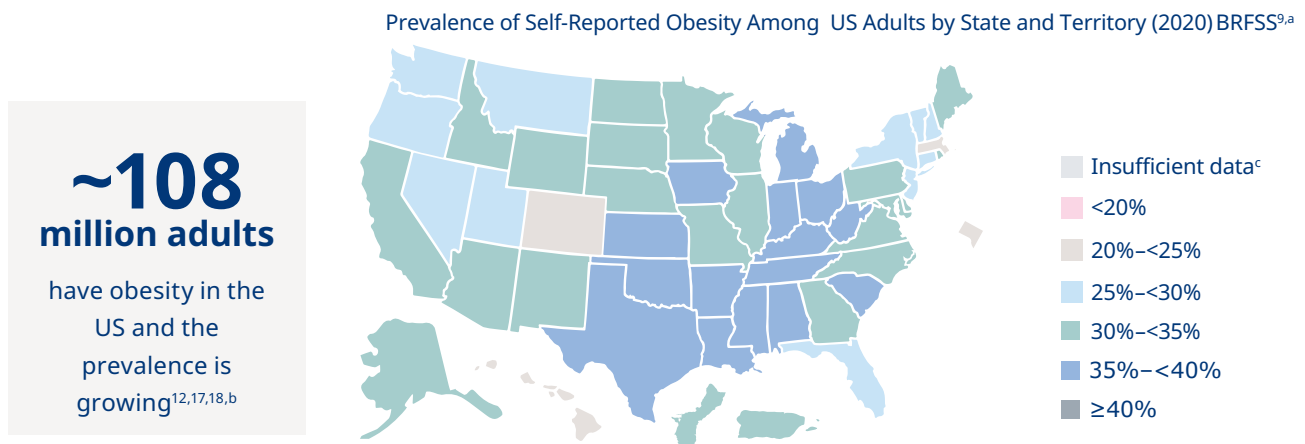 Prevalence of Self-Reported Obesity Among US Adults by State and Territory (2020) BRFSS9,a
~108
million adults
have obesity in the
US and the
prevalence is
growing12,17,18,b
Insufficient datac
<20%
20%–<25%
25%–<30%
30%–<35%
35%–<40%
≥40%